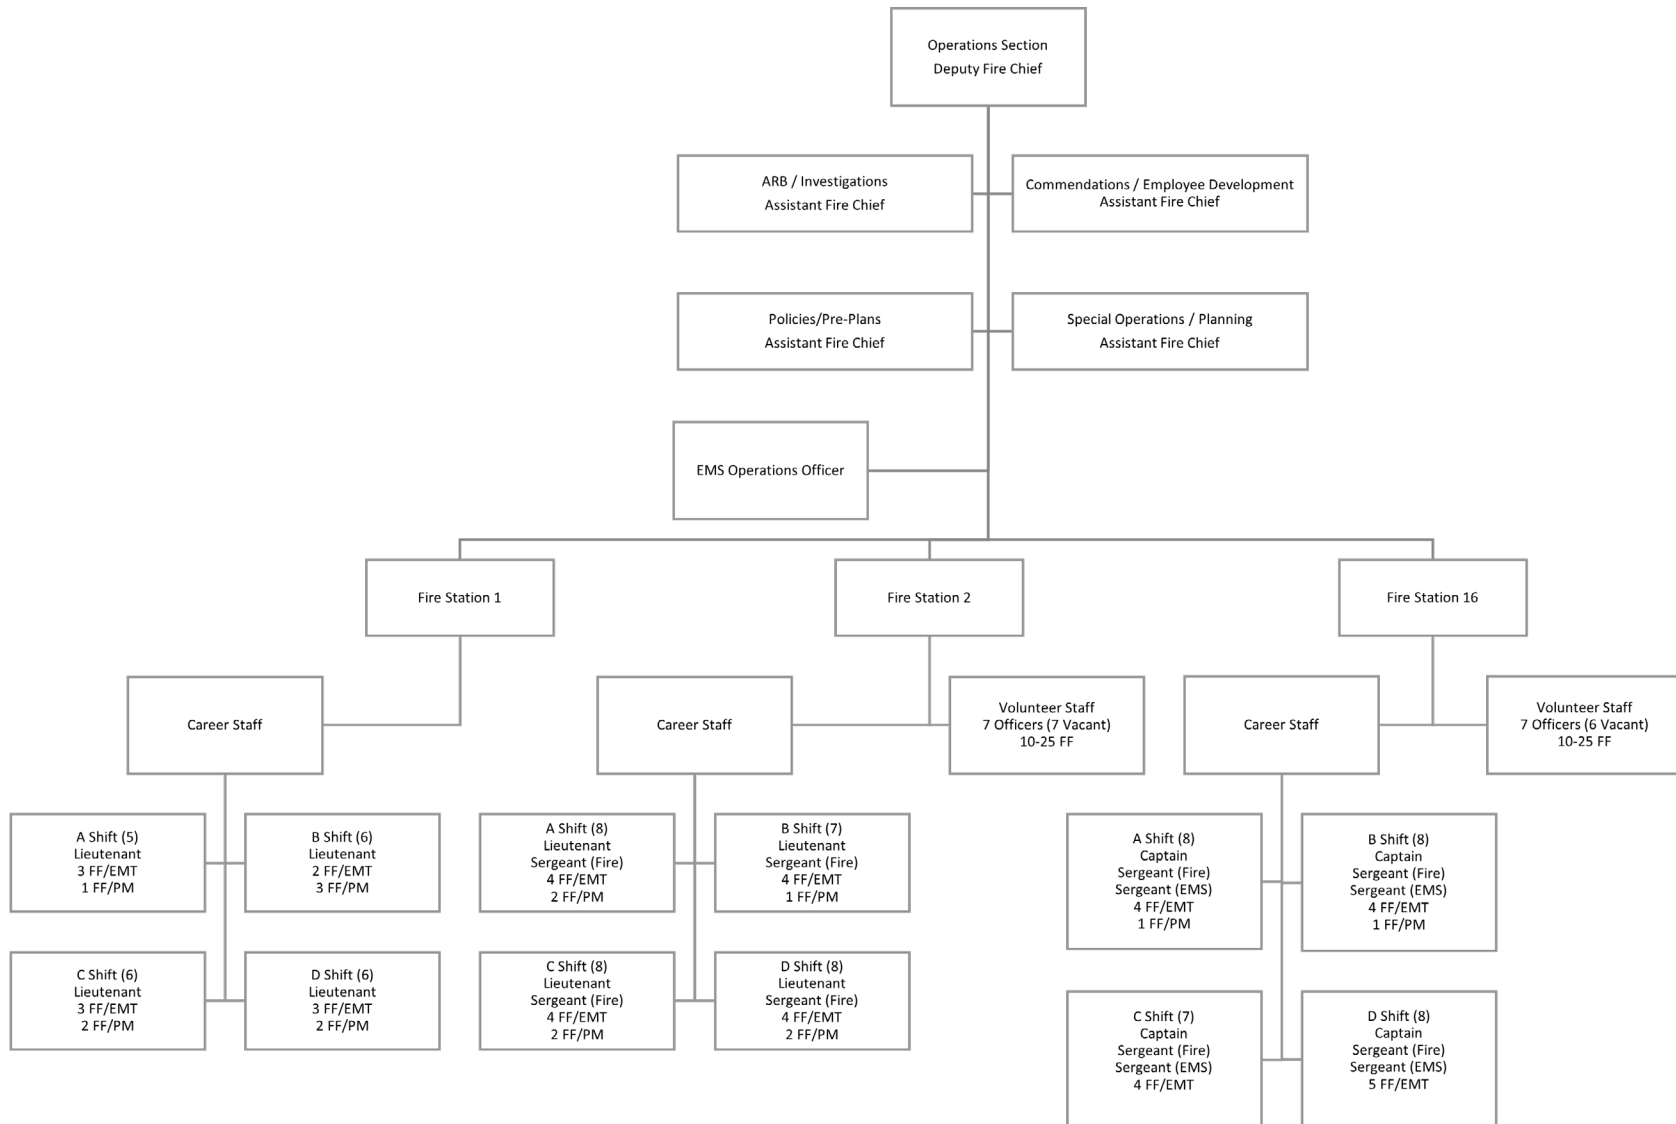 Operations Section
Deputy Fire Chief
ARB / Investigations
Assistant Fire Chief
Commendations / Employee Development
Assistant Fire Chief
Policies/Pre-Plans
Assistant Fire Chief
Special Operations / Planning
Assistant Fire Chief
EMS Operations Officer
Fire Station 1
Fire Station 2
Fire Station 16
Career Staff
Career Staff
Volunteer Staff
7 Officers (7 Vacant)
10-25 FF
Career Staff
Volunteer Staff
7 Officers (6 Vacant)
10-25 FF
A Shift (5)
Lieutenant
3 FF/EMT
1 FF/PM
B Shift (6)
Lieutenant
2 FF/EMT
3 FF/PM
A Shift (8)
Lieutenant
Sergeant (Fire)
4 FF/EMT
2 FF/PM
B Shift (7)
Lieutenant
Sergeant (Fire)
4 FF/EMT
1 FF/PM
A Shift (8)
Captain
Sergeant (Fire)
Sergeant (EMS)
4 FF/EMT
1 FF/PM
B Shift (8)
Captain
Sergeant (Fire)
Sergeant (EMS)
4 FF/EMT
1 FF/PM
C Shift (6)
Lieutenant
3 FF/EMT
2 FF/PM
D Shift (6)
Lieutenant
3 FF/EMT
2 FF/PM
C Shift (8)
Lieutenant
Sergeant (Fire)
4 FF/EMT
2 FF/PM
D Shift (8)
Lieutenant
Sergeant (Fire)
4 FF/EMT
2 FF/PM
C Shift (7)
Captain
Sergeant (Fire)
Sergeant (EMS)
4 FF/EMT
D Shift (8)
Captain
Sergeant (Fire)
Sergeant (EMS)
5 FF/EMT